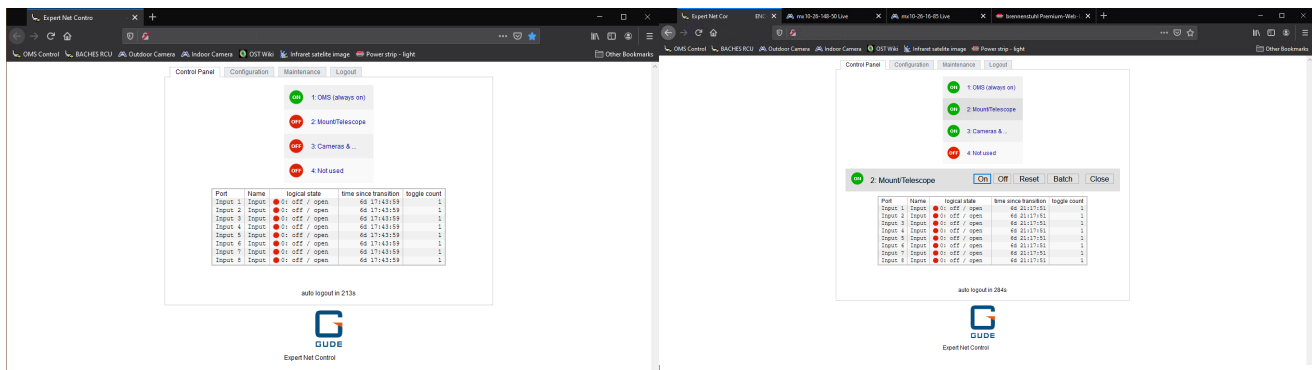 Expert Net Contro
OMS Control BACHES RCU Outdoor Camera Indoor Camera OST Wiki Infraret satelite image Power strip - light Other Bookmarks
Control Panel Configuration Maintenance Logout
ON 1: OMS (always on)
OFF 2: Mount/Telescope
OFF 3: Cameras & ...
OFF 4: Not used
Port Name logical state time since transition toggle count
Input 1 Input 0: off / open 6d 17:43:59 1
Input 2 Input 0: off / open 6d 17:43:59 1
Input 3 Input 0: off / open 6d 17:43:59 1
Input 4 Input 0: off / open 6d 17:43:59 1
Input 5 Input 0: off / open 6d 17:43:59 1
Input 6 Input 0: off / open 6d 17:43:59 1
Input 7 Input 0: off / open 6d 17:43:59 1
Input 8 Input 0: off / open 6d 17:43:59 1
auto logout in 213s
GUDE
Expert Net Control
Expert Net Cor ENC mx10-26-148-50 Live mx10-26-16-85 Live brennenstuhl Premium-Web-
OMS Control BACHES RCU Outdoor Camera Indoor Camera OST Wiki Infraret satelite image Power strip - light Other Bookmarks
Control Panel Configuration Maintenance Logout
ON 1: OMS (always on)
ON 2: Mount/Telescope
ON 3: Cameras & ...
OFF 4: Not used
ON 2: Mount/Telescope On Off Reset Batch Close
Port Name logical state time since transition toggle count
Input 1 Input 0: off / open 6d 21:17:51 1
Input 2 Input 0: off / open 6d 21:17:51 1
Input 3 Input 0: off / open 6d 21:17:51 1
Input 4 Input 0: off / open 6d 21:17:51 1
Input 5 Input 0: off / open 6d 21:17:51 1
Input 6 Input 0: off / open 6d 21:17:51 1
Input 7 Input 0: off / open 6d 21:17:51 1
Input 8 Input 0: off / open 6d 21:17:51 1
auto logout in 284s
GUDE
Expert Net Control